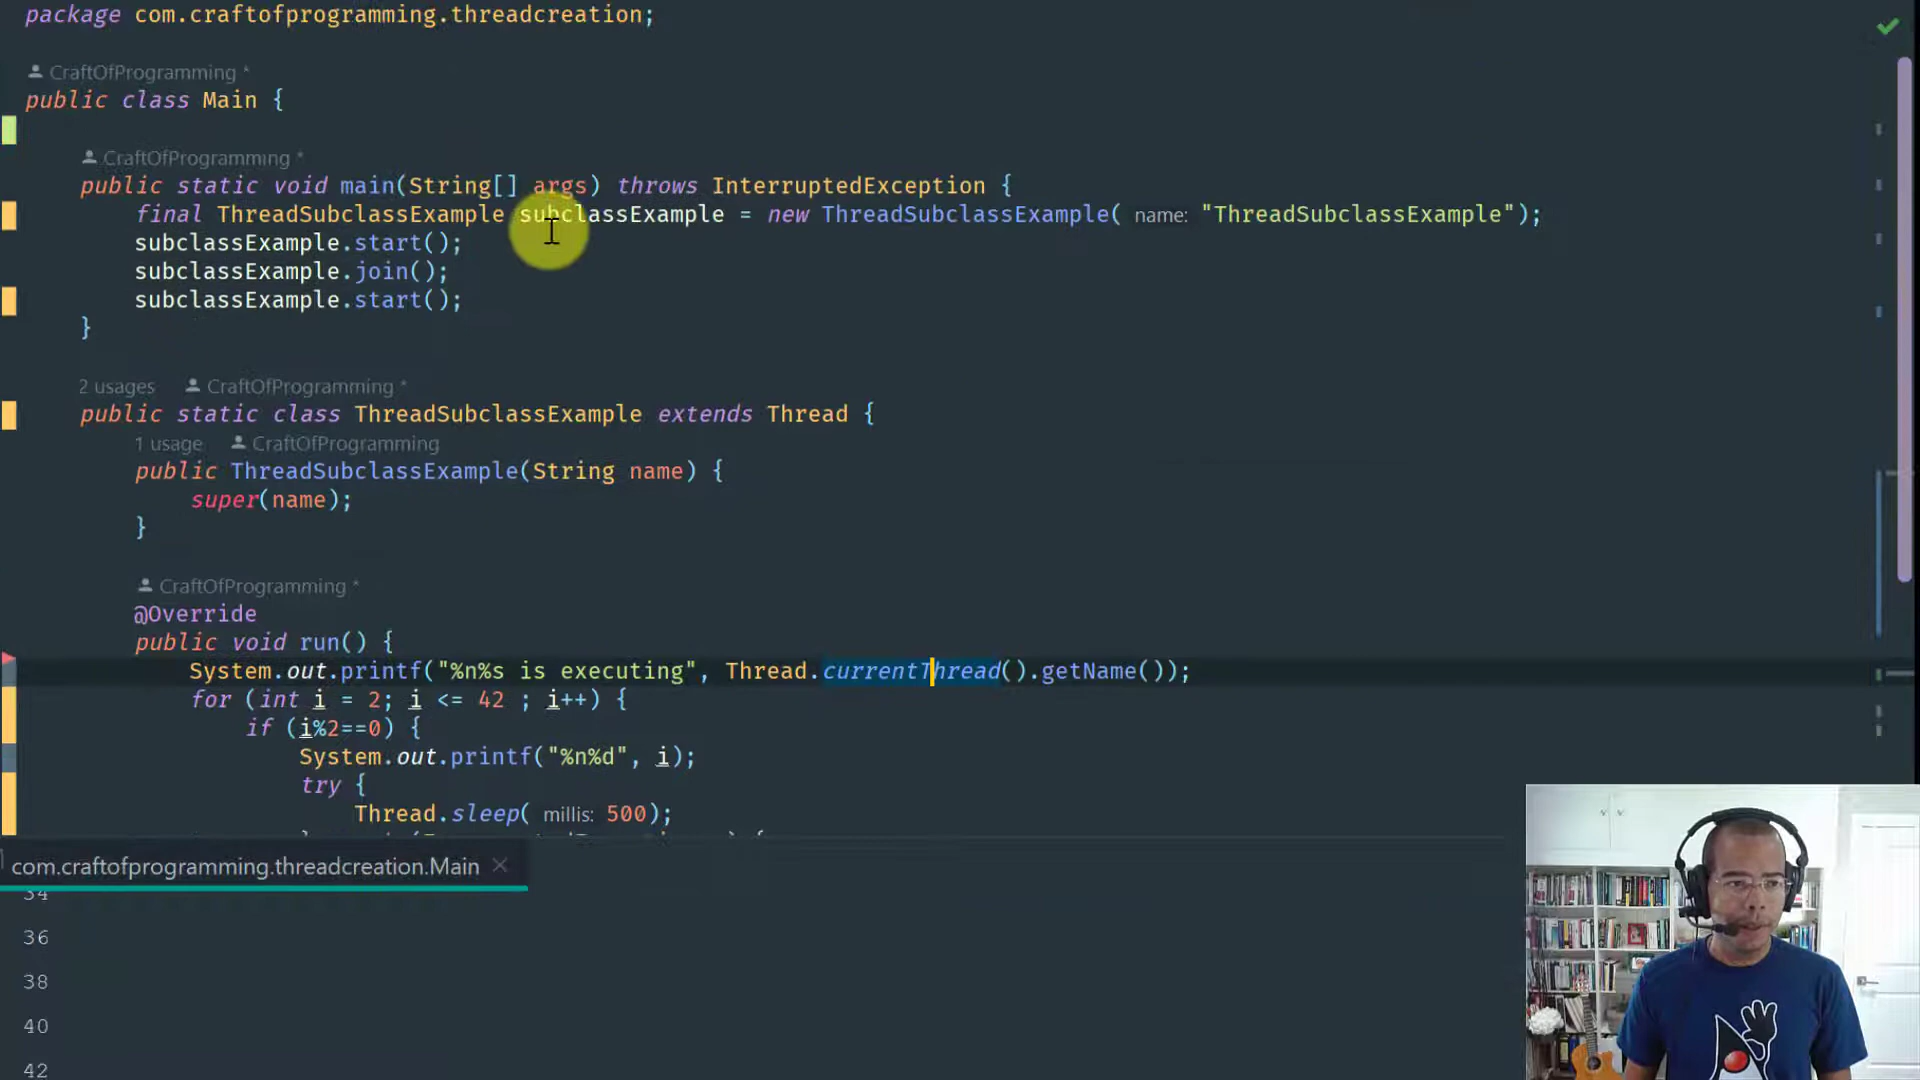 package com.craftofprogramming.threadcreation;
CraftOfProgramming *
public class Main {
CraftOfProgramming *
public static void main(String[] args) throws InterruptedException {
final ThreadSubclassExample subclassExample = new ThreadSubclassExample( name: "ThreadSubclassExample");
subclassExample.start();
subclassExample.join();
subclassExample.start();
}
2 usages CraftOfProgramming *
public static class ThreadSubclassExample extends Thread {
1 usage CraftOfProgramming
public ThreadSubclassExample(String name) {
super(name);
}
CraftOfProgramming *
@Override
public void run() {
System.out.printf("%n%s is executing", Thread.currentThread().getName());
for (int i = 2; i <= 42 ; i++) {
if (i%2==0) {
System.out.printf("%n%d", i);
try {
Thread.sleep( millis: 500);
com.craftofprogramming.threadcreation.Main
34
36
38
40
42